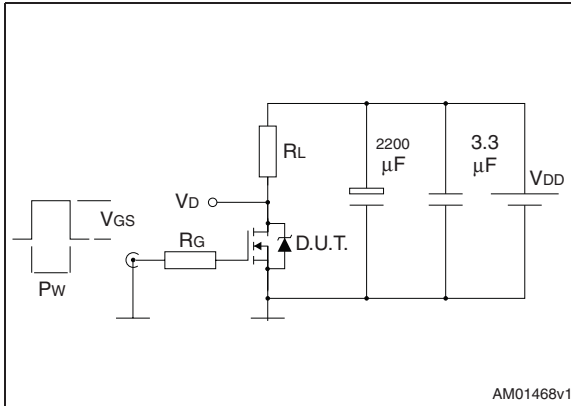 2200
μF
3.3
μF
RL
VDD
VD
VGS
RG
D.U.T.
PW
AM01468v1